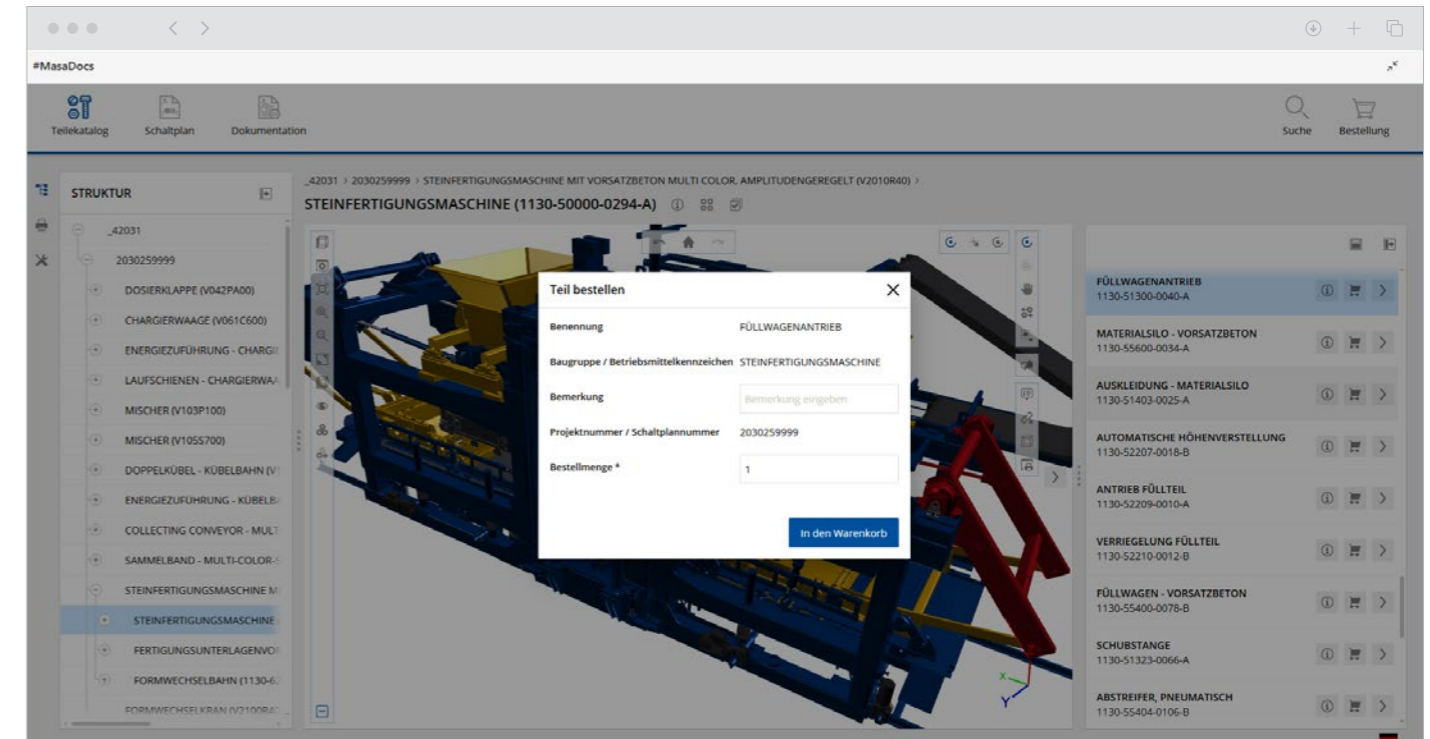 #MasaDocs
Teilekatalog
Schaltplan
Dokumentation
Suche
Bestellung
STRUKTUR
_42031
2030259999
DOSIERKLAPPE (V042PA00)
CHARGIERWAAGE (V061C600)
ENERGIEZUFÜHRUNG - CHARGIE
LAUFSCHIENEN - CHARGIERWA
MISCHER (V103P100)
MISCHER (V105S700)
DOPPELKÜBEL - KÜBELBAHN (V
ENERGIEZUFÜHRUNG - KÜBELB
COLLECTING CONVEYOR - MULT
SAMMELBAND - MULTI-COLOR-
STEINFERTIGUNGSMASCHINE M
STEINFERTIGUNGSMASCHINE
FERTIGUNGSUNTERLAGENVO
FORMWECHSELBAHN (1130-6
FORMWECHSELKRAN
_42031 › 2030259999 › STEINFERTIGUNGSMASCHINE MIT VORSATZBETON MULTI COLOR, AMPLITUDENGEREGELT (V2010R40) ›
STEINFERTIGUNGSMASCHINE (1130-50000-0294-A)
Teil bestellen
Benennung FÜLLWAGENANTRIEB
Baugruppe / Betriebsmittelkennzeichen STEINFERTIGUNGSMASCHINE
Bemerkung Bemerkung eingeben
Projektnummer / Schaltplannummer 2030259999
Bestellmenge * 1
In den Warenkorb
X
Y
FÜLLWAGENANTRIEB
1130-51300-0040-A
MATERIALSILO - VORSATZBETON
1130-55600-0034-A
AUSKLEIDUNG - MATERIALSILO
1130-51403-0025-A
AUTOMATISCHE HÖHENVERSTELLUNG
1130-52207-0018-B
ANTRIEB FÜLLTEIL
1130-52209-0010-A
VERRIEGELUNG FÜLLTEIL
1130-52210-0012-B
FÜLLWAGEN - VORSATZBETON
1130-55400-0078-B
SCHUBSTANGE
1130-51323-0066-A
ABSTREIFER, PNEUMATISCH
1130-55404-0106-B